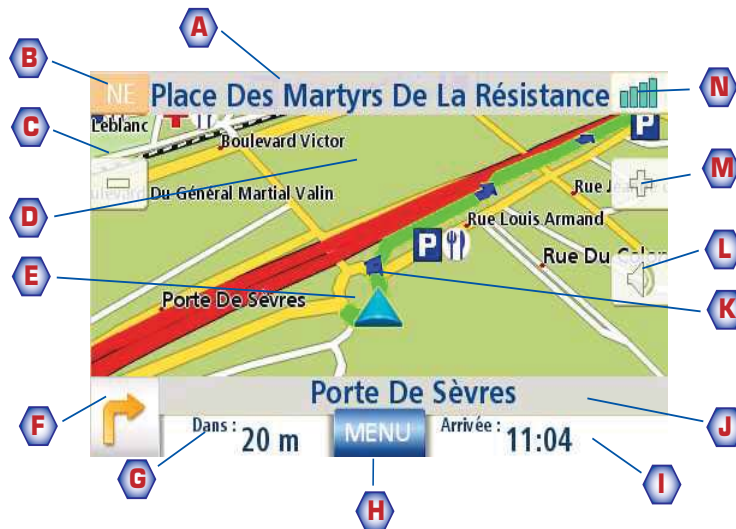 A
B
N
NE Place Des Martyrs De La Résistance
Leblanc
P
C
Boulevard Victor
M
Du Général Martial Valin
Rue
D
Rue Louis Armand
P
L
Rue Du
E
Porte De Sèvres
K
Porte De Sèvres
F
J
Dans : 20 m
MENU
Arrivée : 11:04
G
I
H